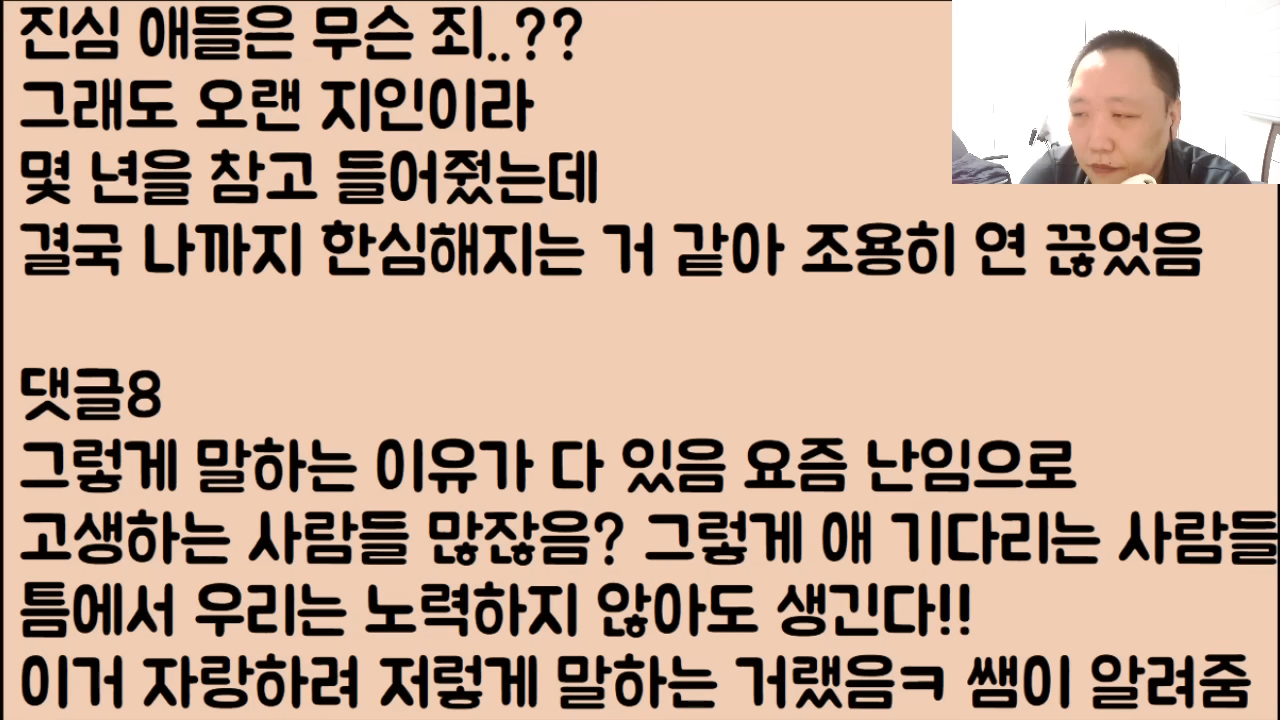 진심 애들은 무슨 죄..??
그래도 오랜 지인이라
몇 년을 참고 들어줬는데
결국 나까지 한심해지는 거 같아 조용히 연 끊었음
댓글8
그렇게 말하는 이유가 다 있음 요즘 난임으로
고생하는 사람들 많잖음? 그렇게 애 기다리는 사람들
틈에서 우리는 노력하지 않아도 생긴다!!
이거 자랑하려 저렇게 말하는 거랬음ㅋ 쌤이 알려줌